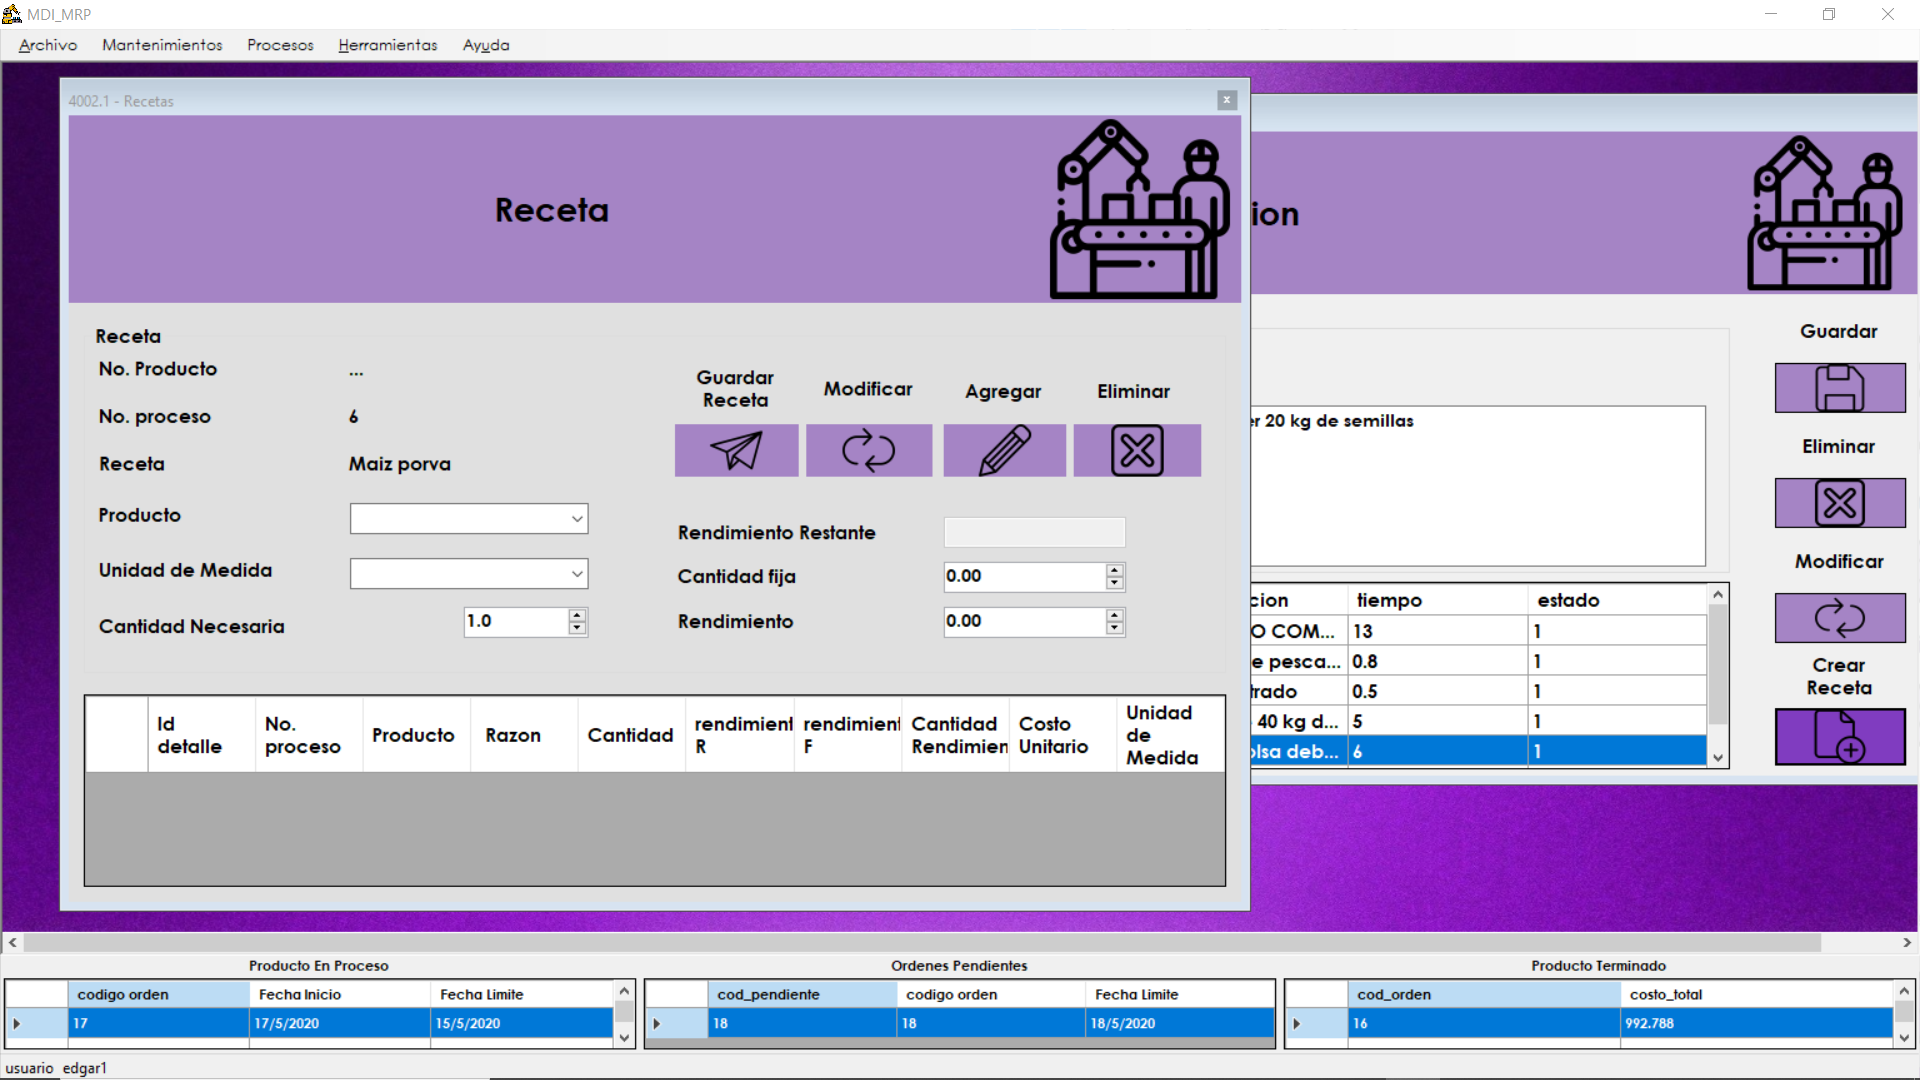 MDI_MRP
Archivo Mantenimientos Procesos Herramientas Ayuda
4002.1 - Recetas
x
Receta
Receta
No. Producto ...
No. proceso 6
Receta Maiz porva
Producto
Unidad de Medida
Cantidad Necesaria 1.0
Guardar Receta
Modificar
Agregar
Eliminar
Rendimiento Restante
Cantidad fija 0.00
Rendimiento 0.00
Id detalle
No. proceso
Producto
Razon
Cantidad
rendimient R
rendimient F
Cantidad Rendimien
Costo Unitario
Unidad de Medida
ion
er 20 kg de semillas
cion tiempo estado
O COM... 13 1
e pesca... 0.8 1
trado 0.5 1
40 kg d... 5 1
olsa deb... 6 1
Guardar
Eliminar
Modificar
Crear Receta
Producto En Proceso
codigo orden Fecha Inicio Fecha Limite
17 17/5/2020 15/5/2020
Ordenes Pendientes
cod_pendiente codigo orden Fecha Limite
18 18 18/5/2020
Producto Terminado
cod_orden costo_total
16 992.788
usuario edgar1